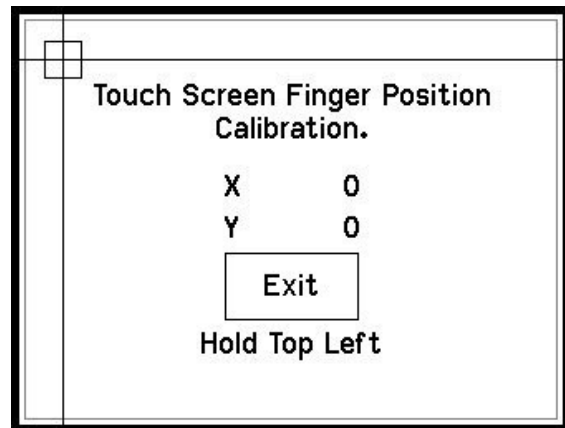 Touch Screen Finger Position
Calibration.
X 0
Y 0
Exit
Hold Top Left